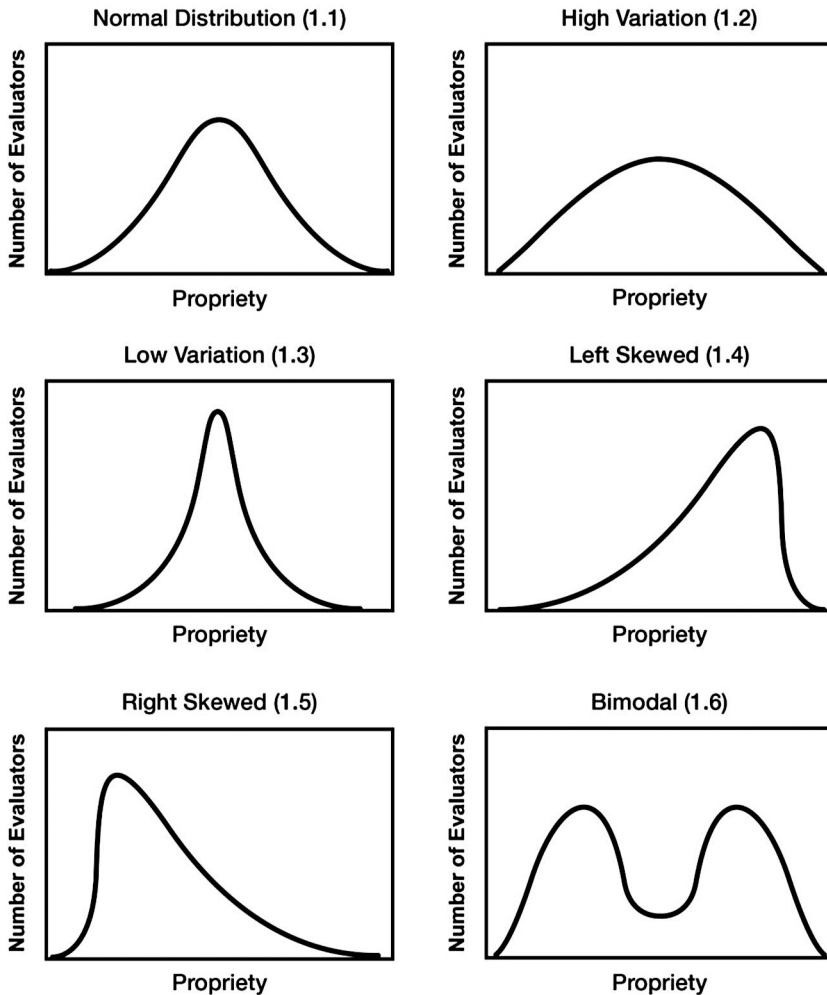 Normal Distribution (1.1)
Number of Evaluators
Propriety
High Variation (1.2)
Number of Evaluators
Propriety
Low Variation (1.3)
Number of Evaluators
Propriety
Left Skewed (1.4)
Number of Evaluators
Propriety
Right Skewed (1.5)
Number of Evaluators
Propriety
Bimodal (1.6)
Number of Evaluators
Propriety